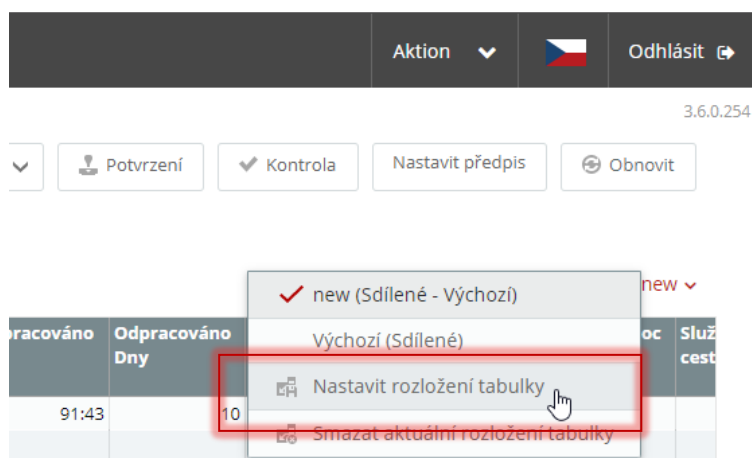 Aktion
Odhlásit
3.6.0.254
Potvrzení
Kontrola
Nastavit předpis
Obnovit
new
new (Sdílené - Výchozí)
Výchozí (Sdílené)
Nastavit rozložení tabulky
Smazat aktuální rozložení tabulky
pracováno
Odpracováno
Dny
oc
Služ
cest
91:43
10